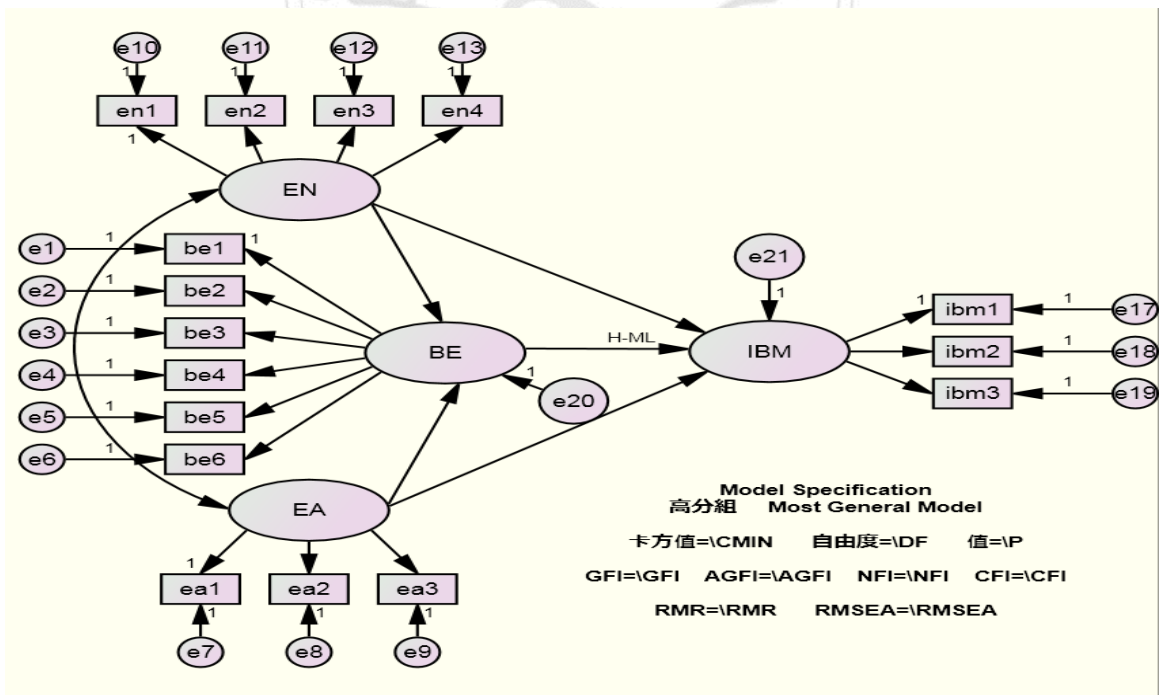 e10 e11 e12 e13
1 1 1 1
en1 en2 en3 en4
1
EN
e1 1 be1 1
e2 1 be2
e3 1 be3
e4 1 be4
e5 1 be5
e6 1 be6
BE
H-ML
1
e20
e21
1
IBM
1 ibm1 1 e17
ibm2 1 e18
ibm3 1 e19
EA
1
ea1 ea2 ea3
1 1 1
e7 e8 e9
Model Specification
高分組 Most General Model
卡方值=\CMIN 自由度=\DF 值=\P
GFI=\GFI AGFI=\AGFI NFI=\NFI CFI=\CFI
RMR=\RMR RMSEA=\RMSEA